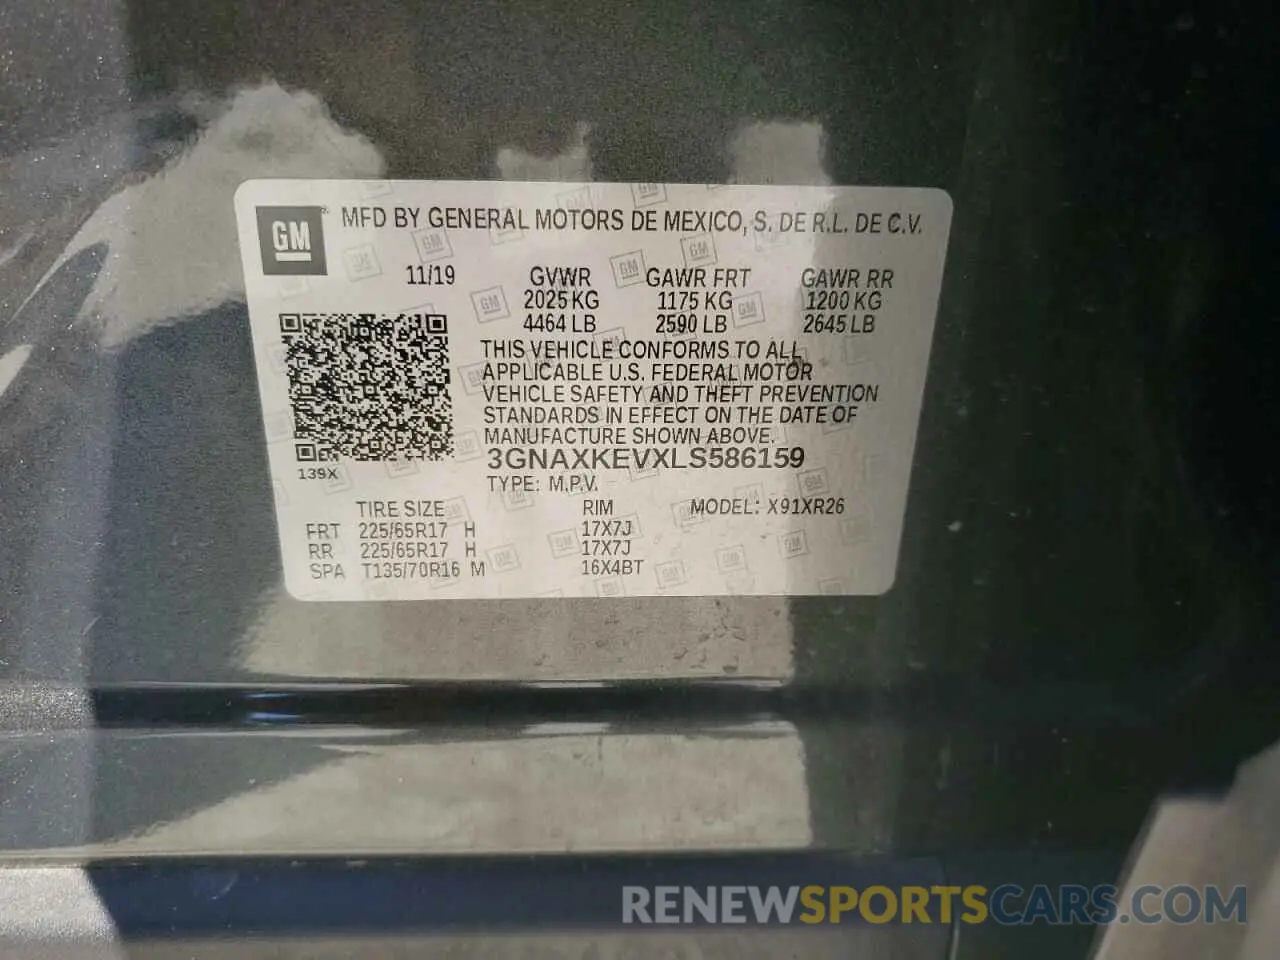 GM
MFD BY GENERAL MOTORS DE MEXICO, S. DE R.L. DE C.V.
11/19 GVWR GAWR FRT GAWR RR
2025 KG 1175 KG 1200 KG
4464 LB 2590 LB 2645 LB
THIS VEHICLE CONFORMS TO ALL
APPLICABLE U.S. FEDERAL MOTOR
VEHICLE SAFETY AND THEFT PREVENTION
STANDARDS IN EFFECT ON THE DATE OF
MANUFACTURE SHOWN ABOVE.
139X
3GNAXKEVXLS586159
TYPE: M.P.V.
TIRE SIZE RIM MODEL: X91XR26
FRT 225/65R17 H 17X7J
RR 225/65R17 H 17X7J
SPA T135/70R16 M 16X4BT
RENEWSPORTSCARS.COM